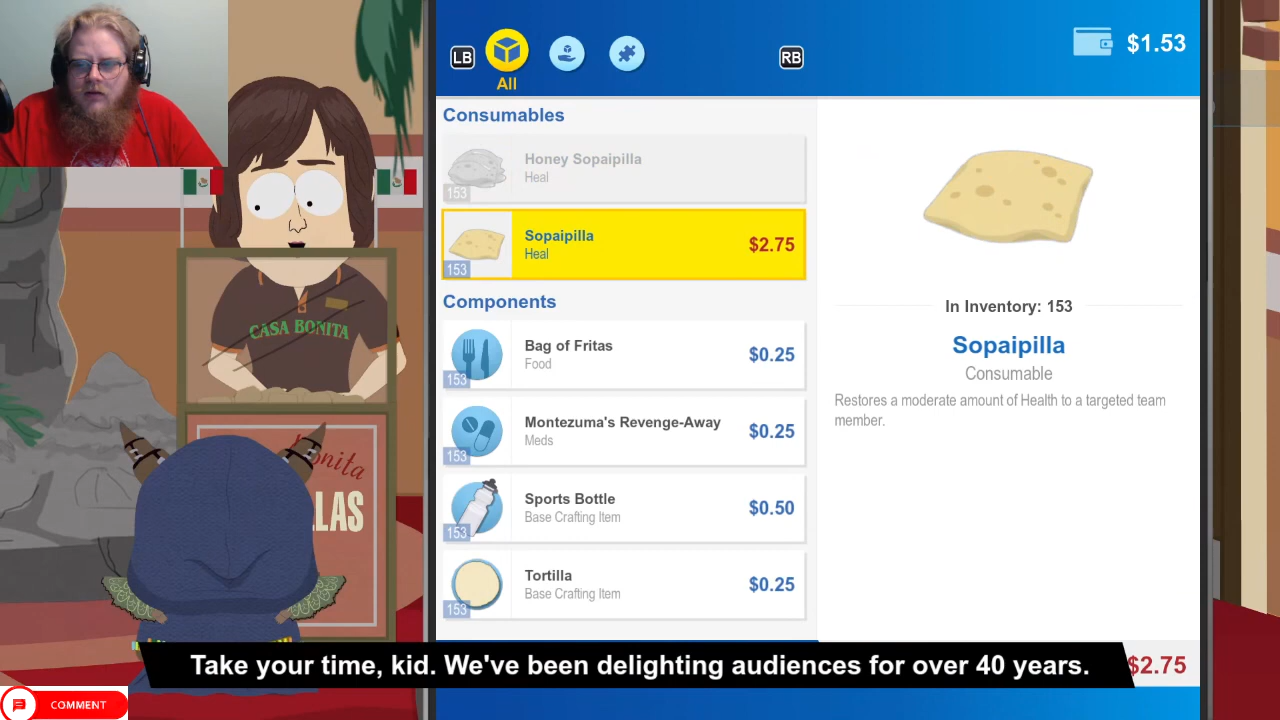 LB
All
RB
$1.53
Consumables
Honey Sopaipilla
Heal
153
Sopaipilla
Heal
$2.75
153
Components
Bag of Fritas
Food
$0.25
153
Montezuma's Revenge-Away
Meds
$0.25
153
Sports Bottle
Base Crafting Item
$0.50
153
Tortilla
Base Crafting Item
$0.25
153
In Inventory: 153
Sopaipilla
Consumable
Restores a moderate amount of Health to a targeted team
member.
CASA BONITA
onita
LLAS
Take your time, kid. We've been delighting audiences for over 40 years.
$2.75
COMMENT